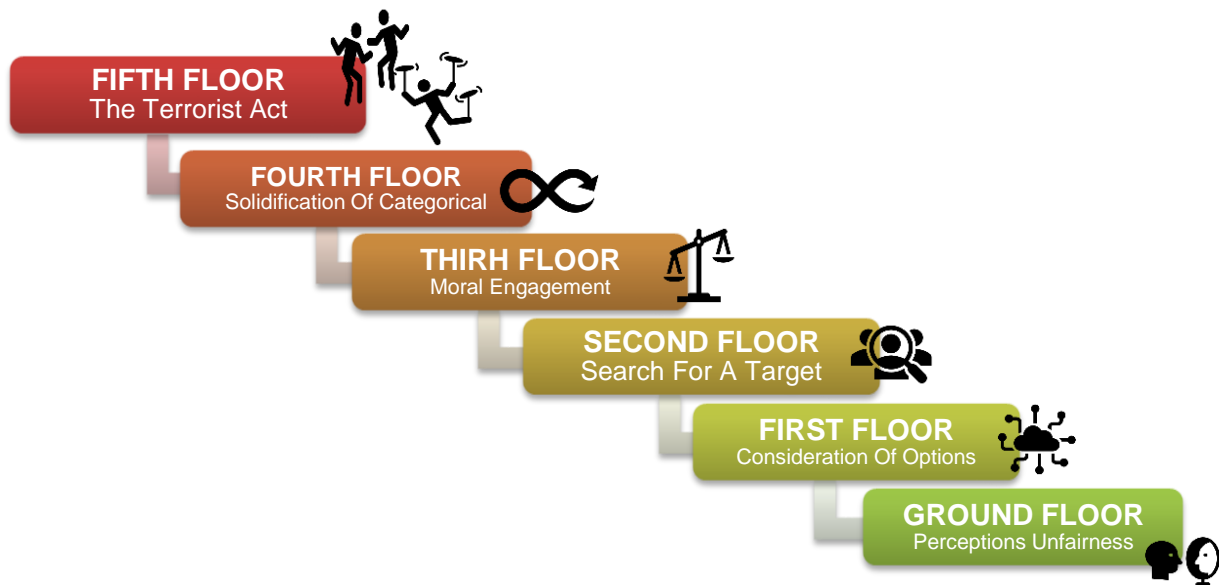 FIFTH FLOOR
The Terrorist Act
FOURTH FLOOR
Solidification Of Categorical
THIRH FLOOR
Moral Engagement
SECOND FLOOR
Search For A Target
FIRST FLOOR
Consideration Of Options
GROUND FLOOR
Perceptions Unfairness